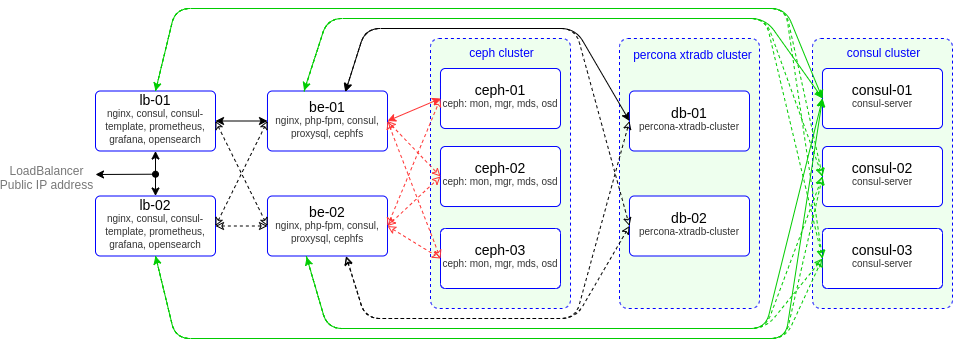 ceph cluster
percona xtradb cluster
consul cluster
lb-01
nginx, consul, consul-
template, prometheus,
grafana, opensearch
be-01
nginx, php-fpm, consul,
proxysql, cephfs
ceph-01
ceph: mon, mgr, mds, osd
db-01
percona-xtradb-cluster
consul-01
consul-server
LoadBalancer
Public IP address
ceph-02
ceph: mon, mgr, mds, osd
consul-02
consul-server
lb-02
nginx, consul, consul-
template, prometheus,
grafana, opensearch
be-02
nginx, php-fpm, consul,
proxysql, cephfs
db-02
percona-xtradb-cluster
ceph-03
ceph: mon, mgr, mds, osd
consul-03
consul-server